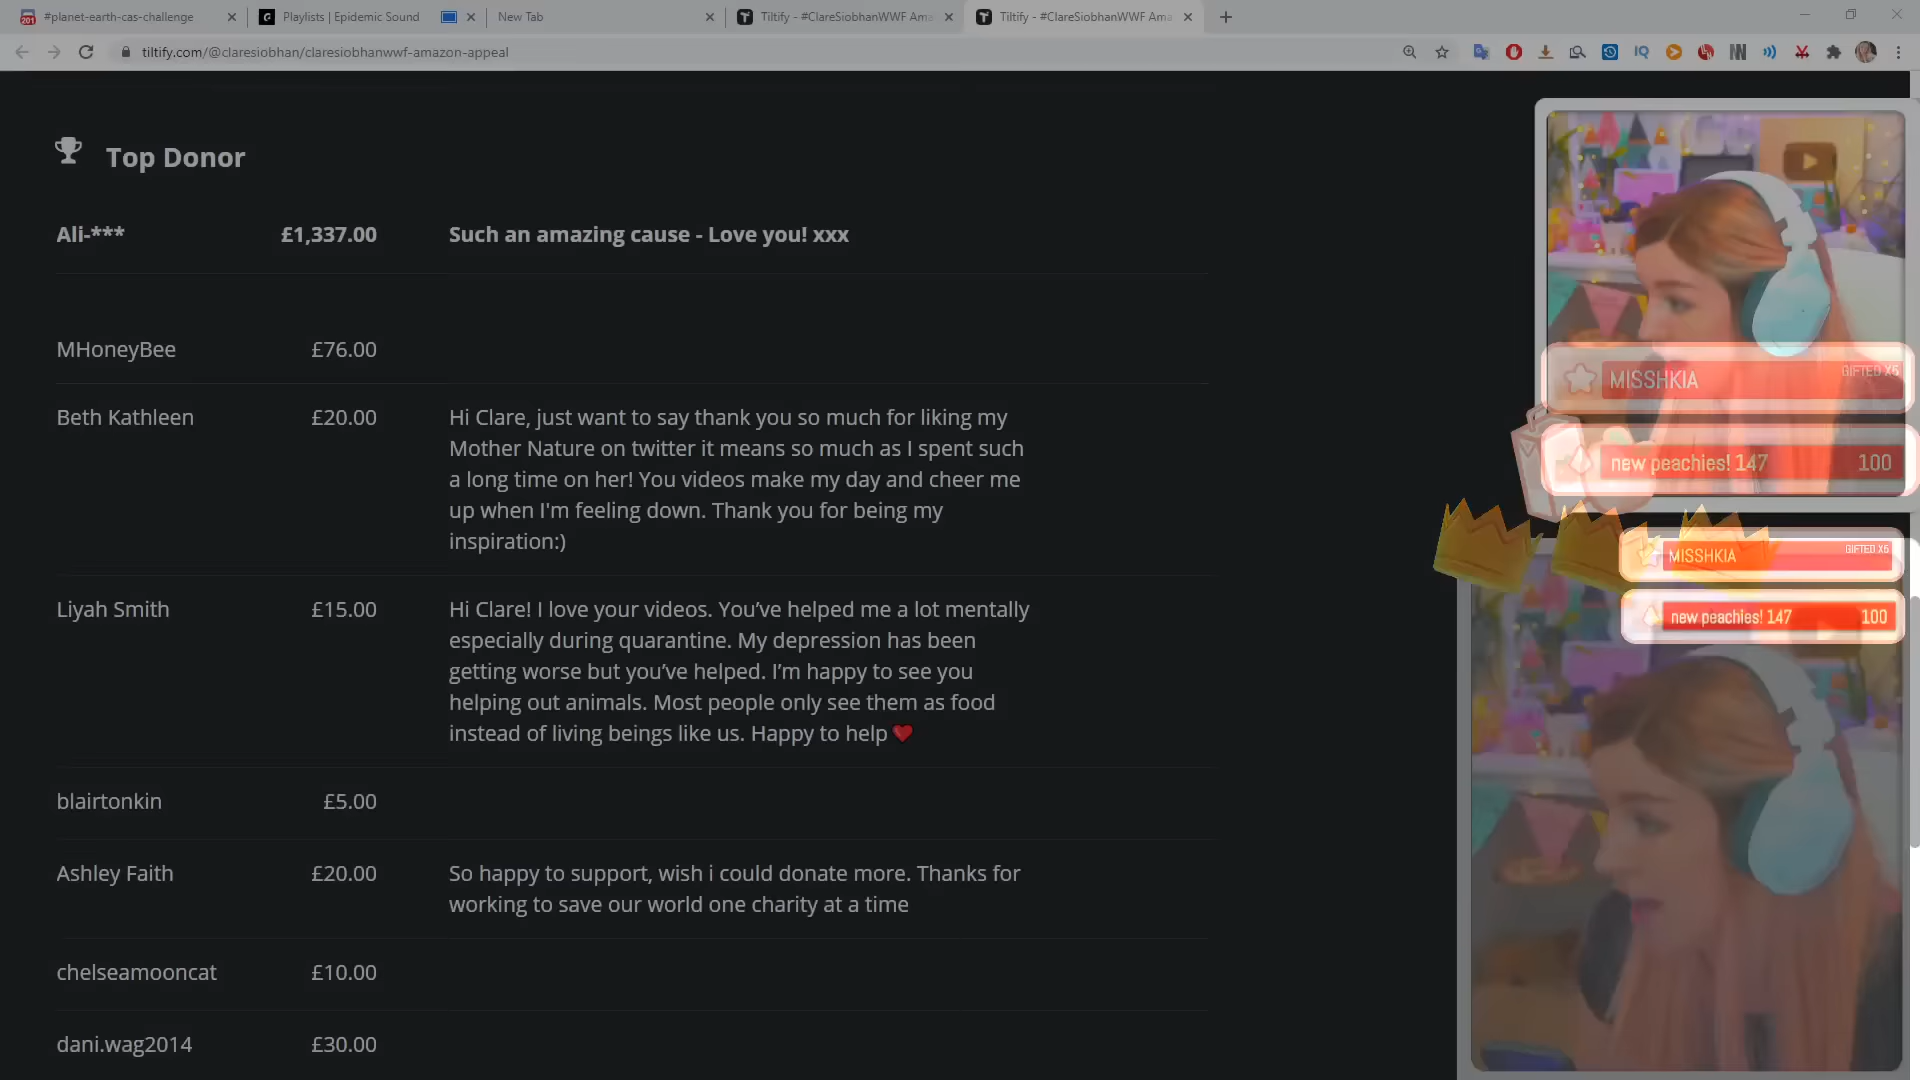 #planet-earth-cas-challenge
Playlists | Epidemic Sound
New Tab
Tiltify - #ClareSiobhanWWF Ama
Tiltify - #ClareSiobhanWWF Ama
tiltify.com/@claresiobhan/claresiobhanwwf-amazon-appeal
Top Donor
Ali-*** £1,337.00 Such an amazing cause - Love you! xxx
MHoneyBee £76.00
Beth Kathleen £20.00 Hi Clare, just want to say thank you so much for liking my
Mother Nature on twitter it means so much as I spent such
a long time on her! You videos make my day and cheer me
up when I'm feeling down. Thank you for being my
inspiration:)
Liyah Smith £15.00 Hi Clare! I love your videos. You’ve helped me a lot mentally
especially during quarantine. My depression has been
getting worse but you’ve helped. I’m happy to see you
helping out animals. Most people only see them as food
instead of living beings like us. Happy to help
blairtonkin £5.00
Ashley Faith £20.00 So happy to support, wish i could donate more. Thanks for
working to save our world one charity at a time
chelseamooncat £10.00
dani.wag2014 £30.00
MISSHKIA GIFTED X5
new peachies! 147 100
MISSHKIA GIFTED X5
new peachies! 147 100